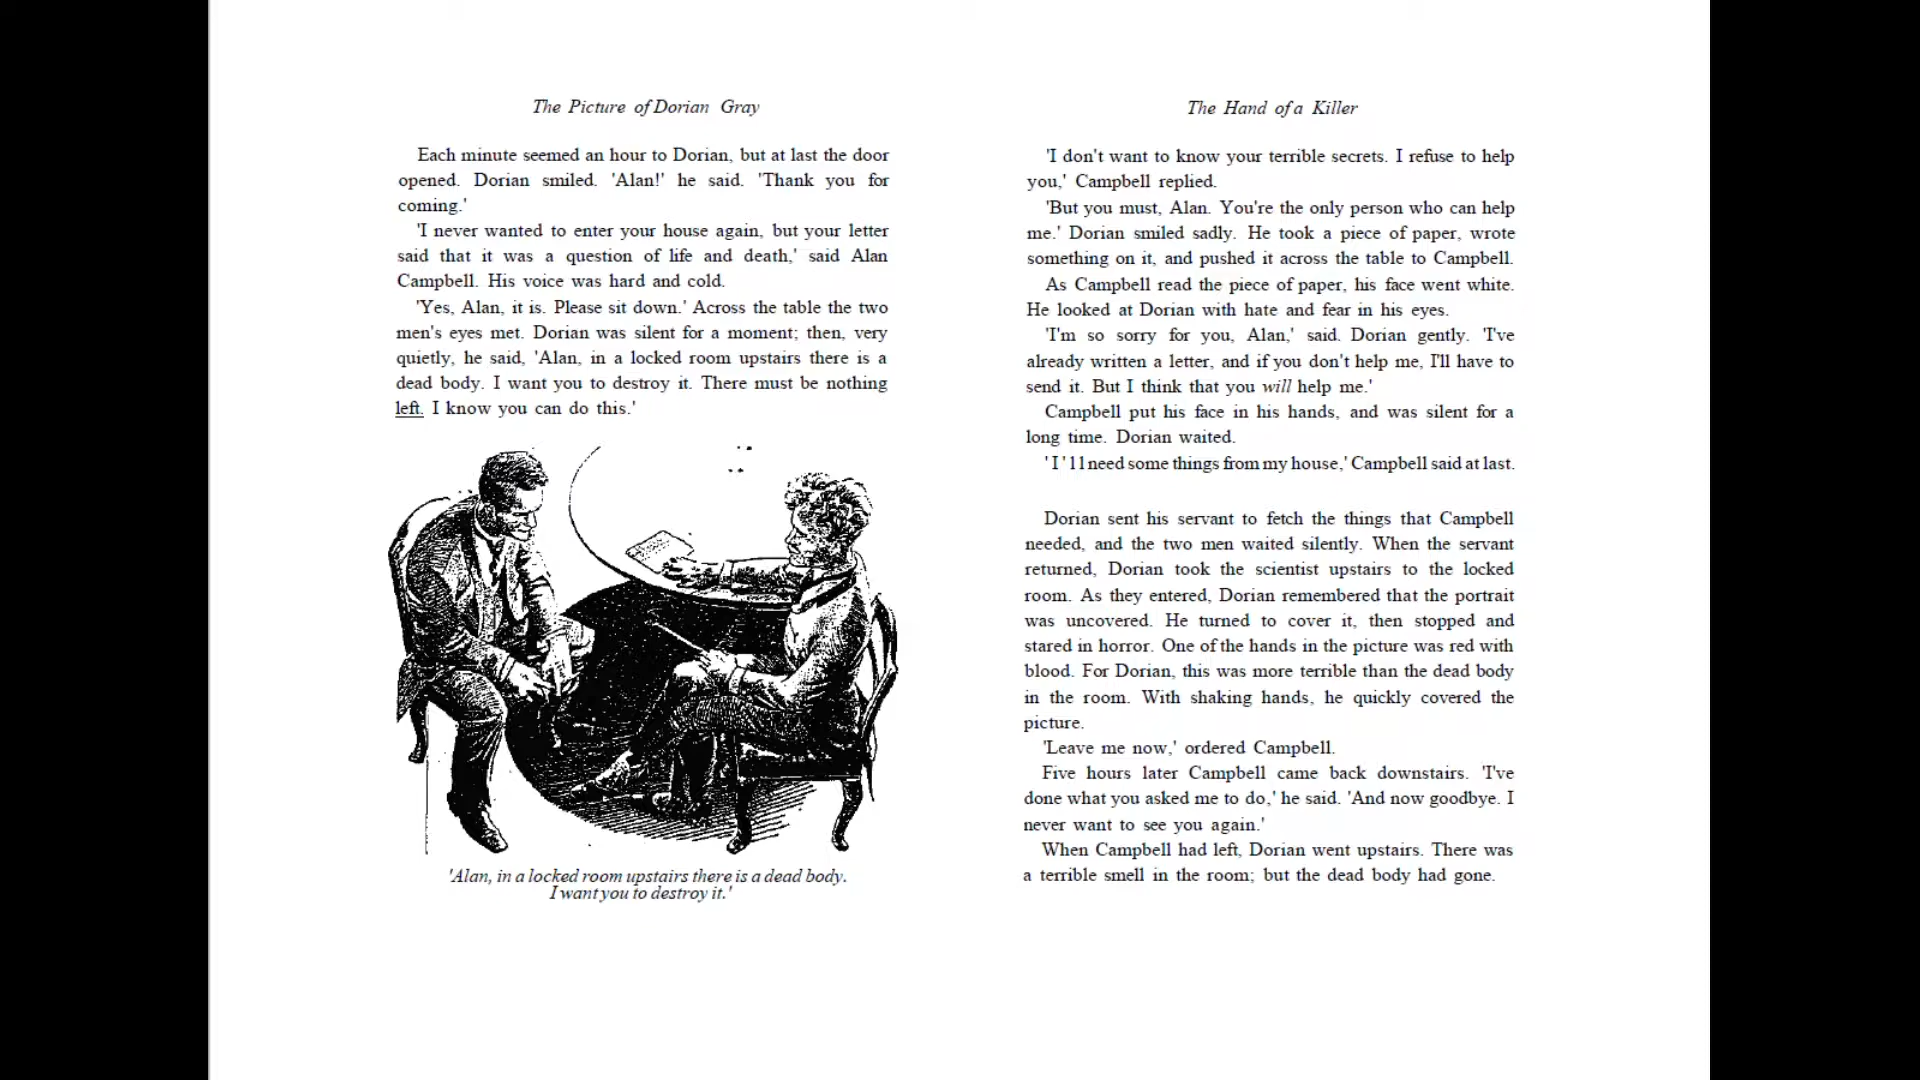 The Picture of Dorian Gray
Each minute seemed an hour to Dorian, but at last the door
opened. Dorian smiled. 'Alan!' he said. 'Thank you for
coming.'
'I never wanted to enter your house again, but your letter
said that it was a question of life and death,' said Alan
Campbell. His voice was hard and cold.
'Yes, Alan, it is. Please sit down.' Across the table the two
men's eyes met. Dorian was silent for a moment; then, very
quietly, he said, 'Alan, in a locked room upstairs there is a
dead body. I want you to destroy it. There must be nothing
left. I know you can do this.'
'Alan, in a locked room upstairs there is a dead body.
I want you to destroy it.'
The Hand of a Killer
'I don't want to know your terrible secrets. I refuse to help
you,' Campbell replied.
'But you must, Alan. You're the only person who can help
me.' Dorian smiled sadly. He took a piece of paper, wrote
something on it, and pushed it across the table to Campbell.
As Campbell read the piece of paper, his face went white.
He looked at Dorian with hate and fear in his eyes.
'I'm so sorry for you, Alan,' said. Dorian gently. 'I've
already written a letter, and if you don't help me, I'll have to
send it. But I think that you will help me.'
Campbell put his face in his hands, and was silent for a
long time. Dorian waited.
'I'll need some things from my house,' Campbell said at last.
Dorian sent his servant to fetch the things that Campbell
needed, and the two men waited silently. When the servant
returned, Dorian took the scientist upstairs to the locked
room. As they entered, Dorian remembered that the portrait
was uncovered. He turned to cover it, then stopped and
stared in horror. One of the hands in the picture was red with
blood. For Dorian, this was more terrible than the dead body
in the room. With shaking hands, he quickly covered the
picture.
'Leave me now,' ordered Campbell.
Five hours later Campbell came back downstairs. 'I've
done what you asked me to do,' he said. 'And now goodbye. I
never want to see you again.'
When Campbell had left, Dorian went upstairs. There was
a terrible smell in the room; but the dead body had gone.